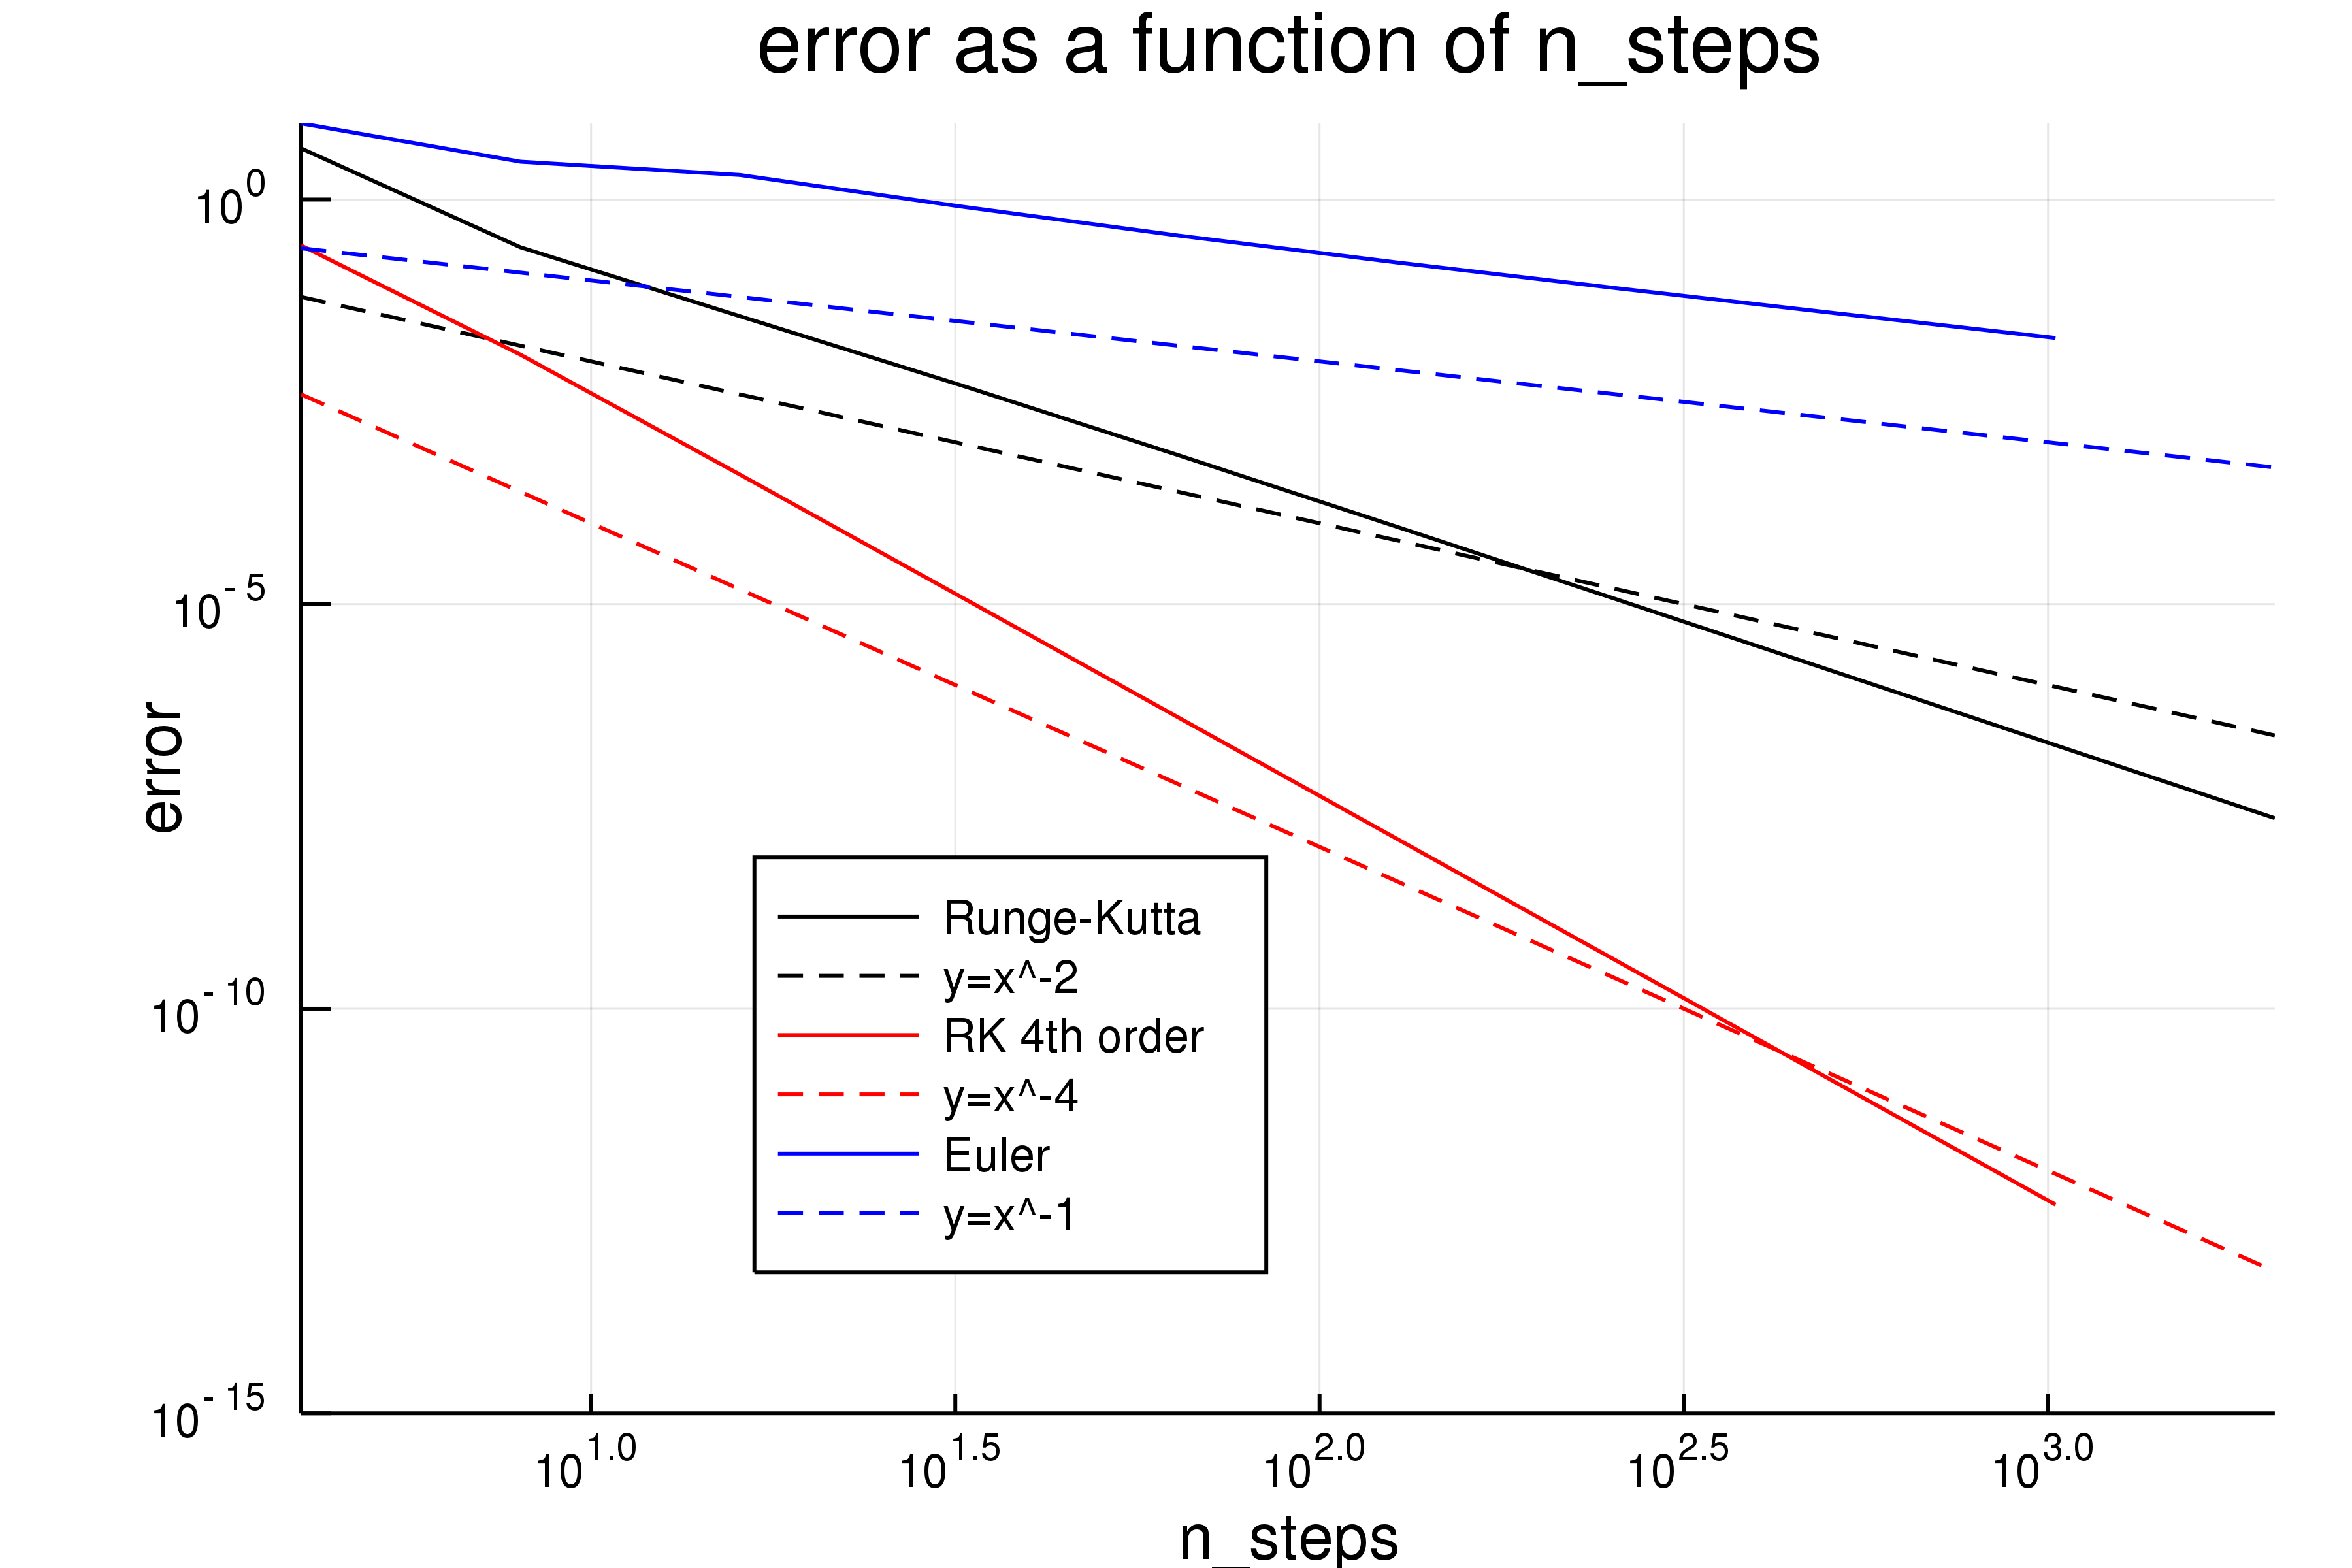 error as a function of n_steps
10^0
10^-5
10^-10
10^-15
error
Runge-Kutta
y=x^-2
RK 4th order
y=x^-4
Euler
y=x^-1
10^1.0 10^1.5 10^2.0 10^2.5 10^3.0
n_steps